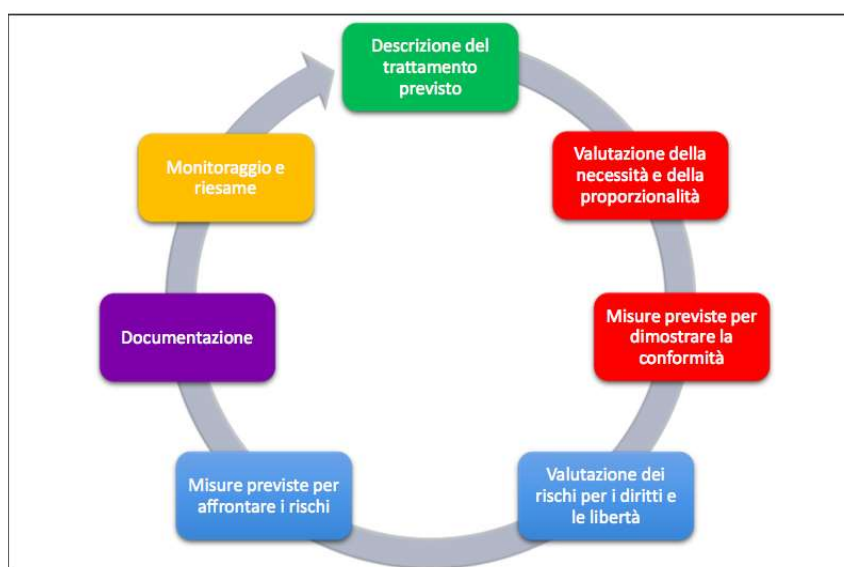 Descrizione del
trattamento
previsto
Valutazione della
necessità e della
proporzionalità
Misure previste per
dimostrare la
conformità
Valutazione dei
rischi per i diritti e
le libertà
Misure previste per
affrontare i rischi
Documentazione
Monitoraggio e
riesame